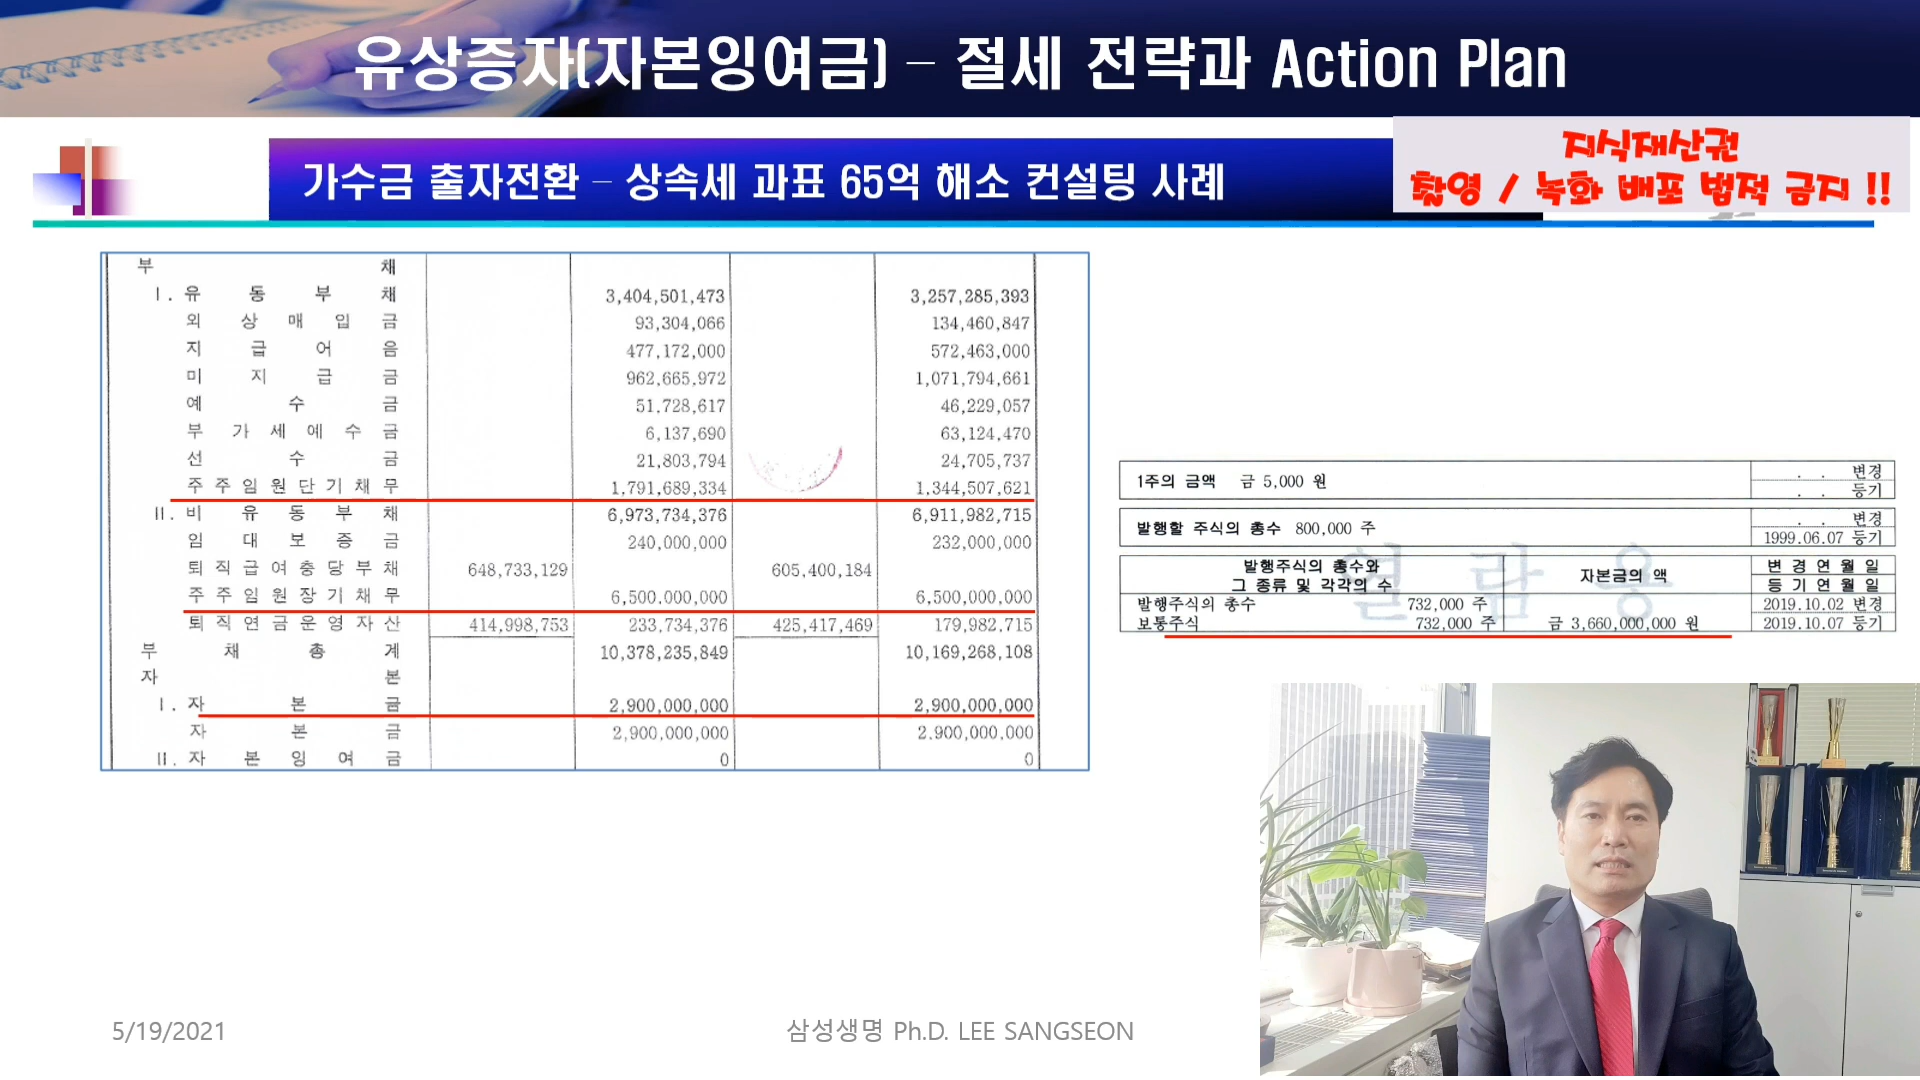 유상증자(자본잉여금) – 절세 전략과 Action Plan
가수금 출자전환 – 상속세 과표 65억 해소 컨설팅 사례
지식재산권
촬영 / 녹화 배포 법적 금지 !!
부 채
Ⅰ. 유 동 부 채 3,404,501,473 3,257,285,393
외 상 매 입 금 93,304,066 134,460,847
지 급 어 음 477,172,000 572,463,000
미 지 급 금 962,665,972 1,071,794,661
예 수 금 51,728,617 46,229,057
부 가 세 예 수 금 6,137,690 63,124,470
선 수 금 21,803,794 24,705,737
주 주 임 원 단 기 채 무 1,791,689,334 1,344,507,621
Ⅱ. 비 유 동 부 채 6,973,734,376 6,911,982,715
임 대 보 증 금 240,000,000 232,000,000
퇴 직 급 여 충 당 부 채 648,733,129 605,400,184
주 주 임 원 장 기 채 무 6,500,000,000 6,500,000,000
퇴 직 연 금 운 영 자 산 414,998,753 233,734,376 425,417,469 179,982,715
부 채 총 계 10,378,235,849 10,169,268,108
자 본
Ⅰ. 자 본 금 2,900,000,000 2,900,000,000
자 본 금 2,900,000,000 2,900,000,000
Ⅱ. 자 본 잉 여 금 0 0
1주의 금액 금 5,000 원 . . 변경
. . 등기
발행할 주식의 총수 800,000 주 . . 변경
1999.06.07 등기
발행주식의 총수와
그 종류 및 각각의 수 자본금의 액 변 경 연 월 일
등 기 연 월 일
발행주식의 총수 732,000 주 2019.10.02 변경
보통주식 732,000 주 금 3,660,000,000 원 2019.10.07 등기
열 람 용
5/19/2021 삼성생명 Ph.D. LEE SANGSEON